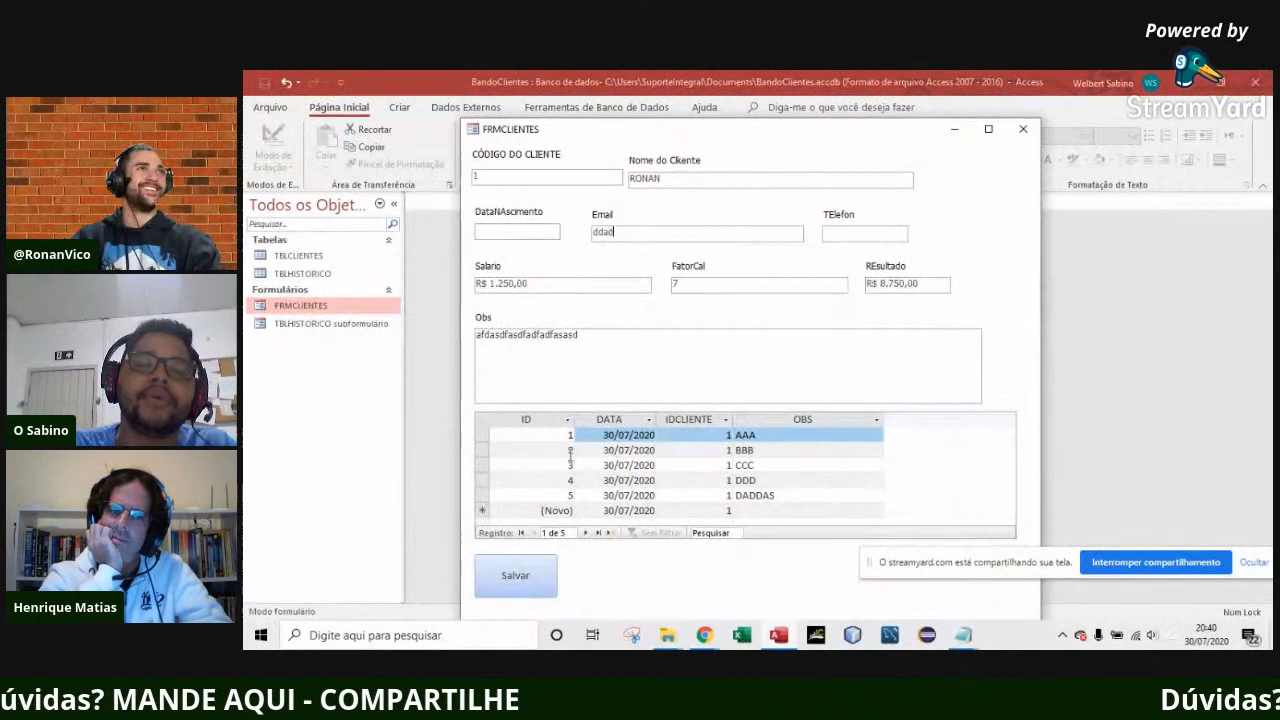 Powered by
StreamYard
BandoClientes : Banco de dados- C:\Users\SuporteIntegral\Documents\BandoClientes.accdb (Formato de arquivo Access 2007 - 2016) - Access
Welbert Sabino
WS
Arquivo
Página Inicial
Criar
Dados Externos
Ferramentas de Banco de Dados
Ajuda
Diga-me o que você deseja fazer
Modo de Exibição
Modos de E...
Colar
Recortar
Copiar
Pincel de Formatação
Área de Transferência
Formatação de Texto
Todos os Objet...
Pesquisar...
Tabelas
TBLCLIENTES
TBLHISTORICO
Formulários
FRMCLIENTES
TBLHISTORICO subformulário
FRMCLIENTES
CÓDIGO DO CLIENTE
Nome do Ckente
1
RONAN
DataNAscimento
Email
TElefon
ddad
Salario
FatorCal
REsultado
R$ 1.250,00
7
R$ 8.750,00
Obs
afdasdfasdfadfadfasasd
ID DATA IDCLIENTE OBS
1 30/07/2020 1 AAA
2 30/07/2020 1 BBB
3 30/07/2020 1 CCC
4 30/07/2020 1 DDD
5 30/07/2020 1 DADDAS
(Novo) 1
Registro: 1 de 5 Sem Filtro Pesquisar
Salvar
O streamyard.com está compartilhando sua tela.
Interromper compartilhamento
Ocultar
Modo formulário
Num Lock
Digite aqui para pesquisar
20:40
30/07/2020
22
@RonanVico
O Sabino
Henrique Matias
úvidas? MANDE AQUI - COMPARTILHE
Dúvidas?